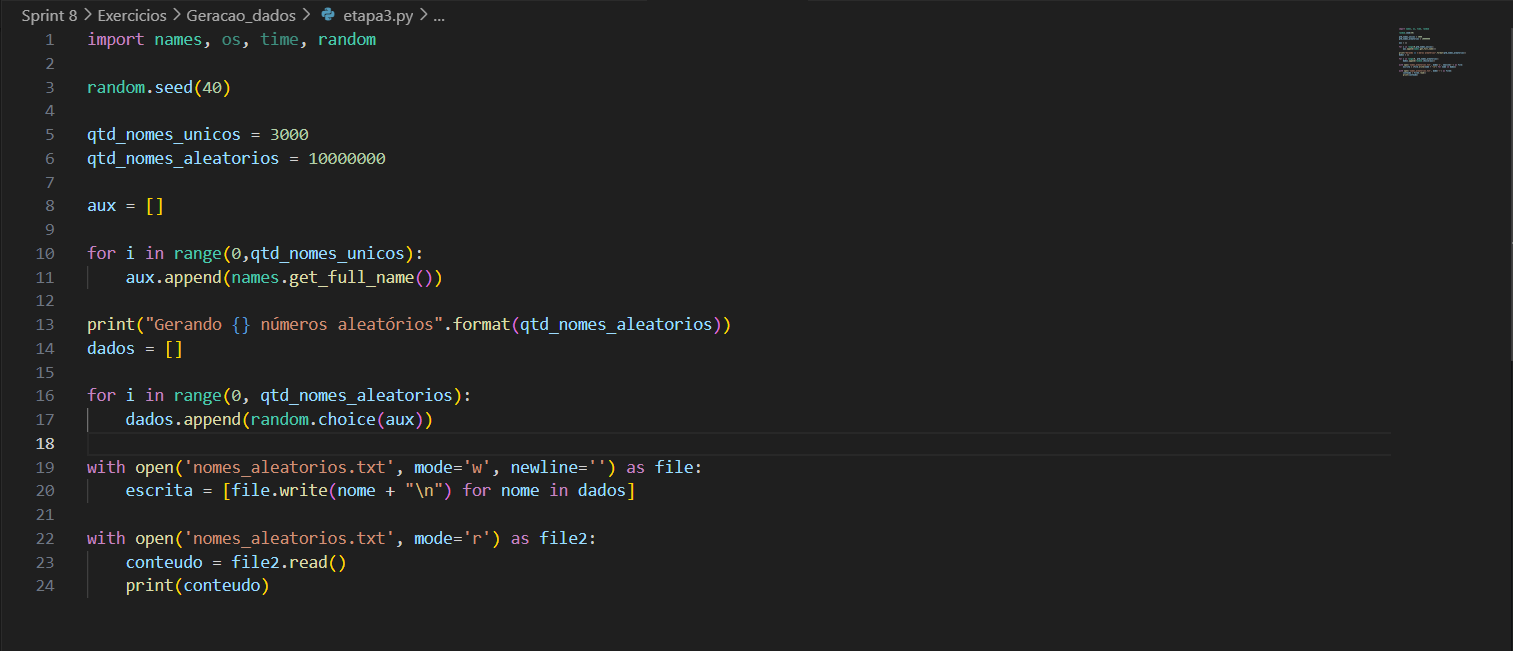 Sprint 8 > Exercicios > Geracao_dados > etapa3.py > ...
1 import names, os, time, random
2
3 random.seed(40)
4
5 qtd_nomes_unicos = 3000
6 qtd_nomes_aleatorios = 10000000
7
8 aux = []
9
10 for i in range(0,qtd_nomes_unicos):
11     aux.append(names.get_full_name())
12
13 print("Gerando {} números aleatórios".format(qtd_nomes_aleatorios))
14 dados = []
15
16 for i in range(0, qtd_nomes_aleatorios):
17     dados.append(random.choice(aux))
18
19 with open('nomes_aleatorios.txt', mode='w', newline='') as file:
20     escrita = [file.write(nome + "\n") for nome in dados]
21
22 with open('nomes_aleatorios.txt', mode='r') as file2:
23     conteudo = file2.read()
24     print(conteudo)